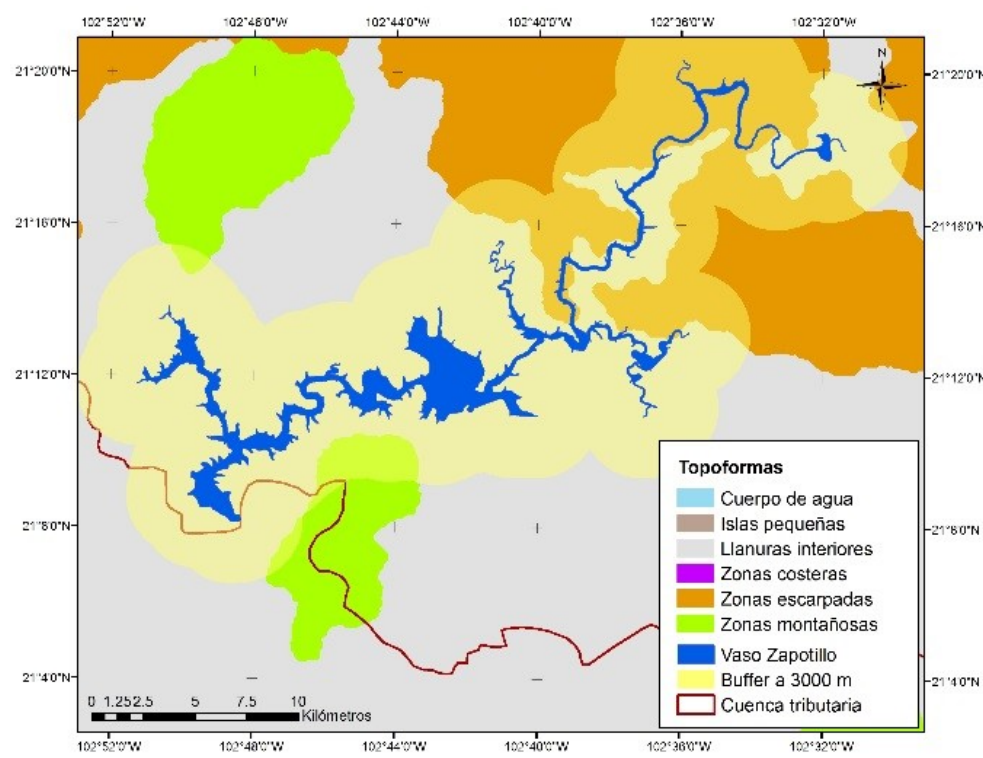 102°52'0"W 102°48'0"W 102°44'0"W 102°40'0"W 102°36'0"W 102°32'0"W
N
21°20'0"N 21°20'0"N
21°16'0"N 21°16'0"N
21°12'0"N 21°12'0"N
21°8'0"N 21°8'0"N
21°4'0"N 21°4'0"N
Topoformas
Cuerpo de agua
Islas pequeñas
Llanuras interiores
Zonas costeras
Zonas escarpadas
Zonas montañosas
Vaso Zapotillo
Buffer a 3000 m
Cuenca tributaria
0 1.25 2.5 5 7.5 10
Kilómetros
102°52'0"W 102°48'0"W 102°44'0"W 102°40'0"W 102°36'0"W 102°32'0"W